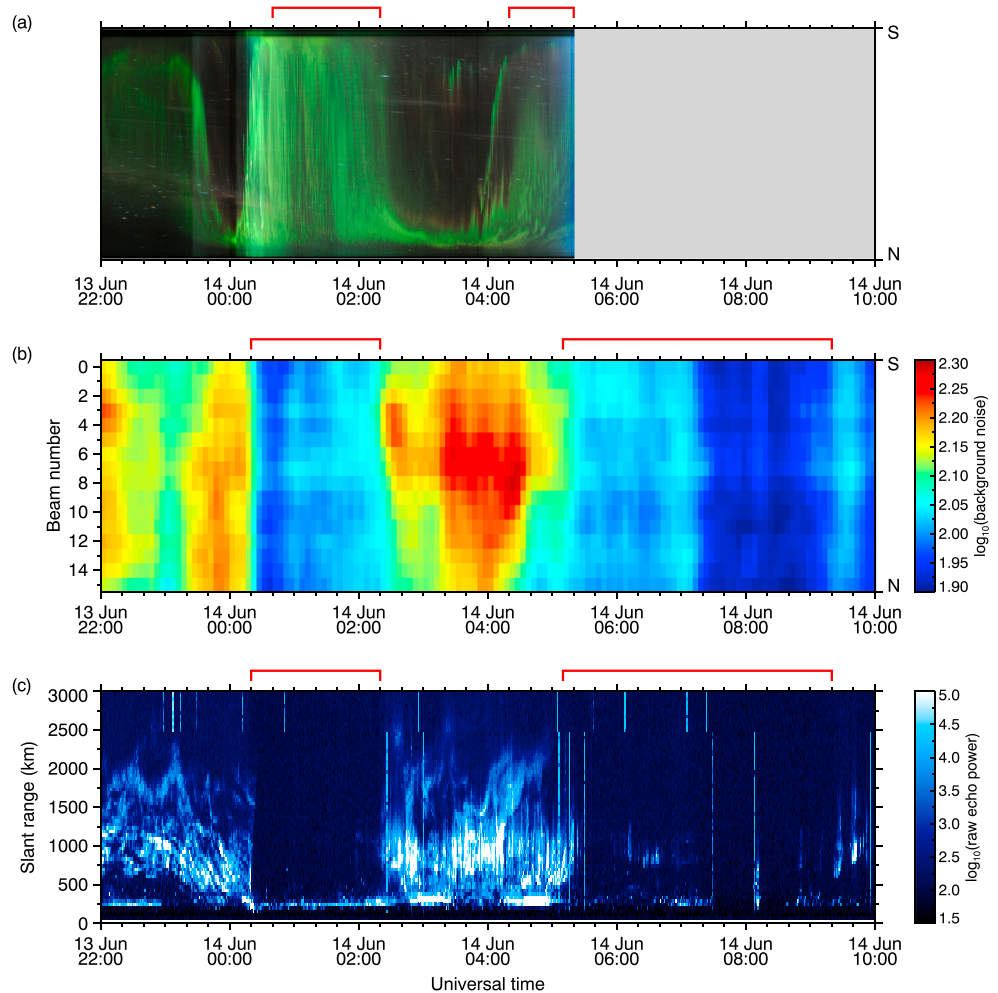 (a)
S
N
13 Jun 14 Jun 14 Jun 14 Jun 14 Jun 14 Jun 14 Jun
22:00 00:00 02:00 04:00 06:00 08:00 10:00
(b)
Beam number
0
2
4
6
8
10
12
14
S
N
13 Jun 14 Jun 14 Jun 14 Jun 14 Jun 14 Jun 14 Jun
22:00 00:00 02:00 04:00 06:00 08:00 10:00
2.30
2.25
2.20
2.15
2.10
2.05
2.00
1.95
1.90
log₁₀(background noise)
(c)
Slant range (km)
3000
2500
2000
1500
1000
500
0
13 Jun 14 Jun 14 Jun 14 Jun 14 Jun 14 Jun 14 Jun
22:00 00:00 02:00 04:00 06:00 08:00 10:00
Universal time
5.0
4.5
4.0
3.5
3.0
2.5
2.0
1.5
log₁₀(raw echo power)